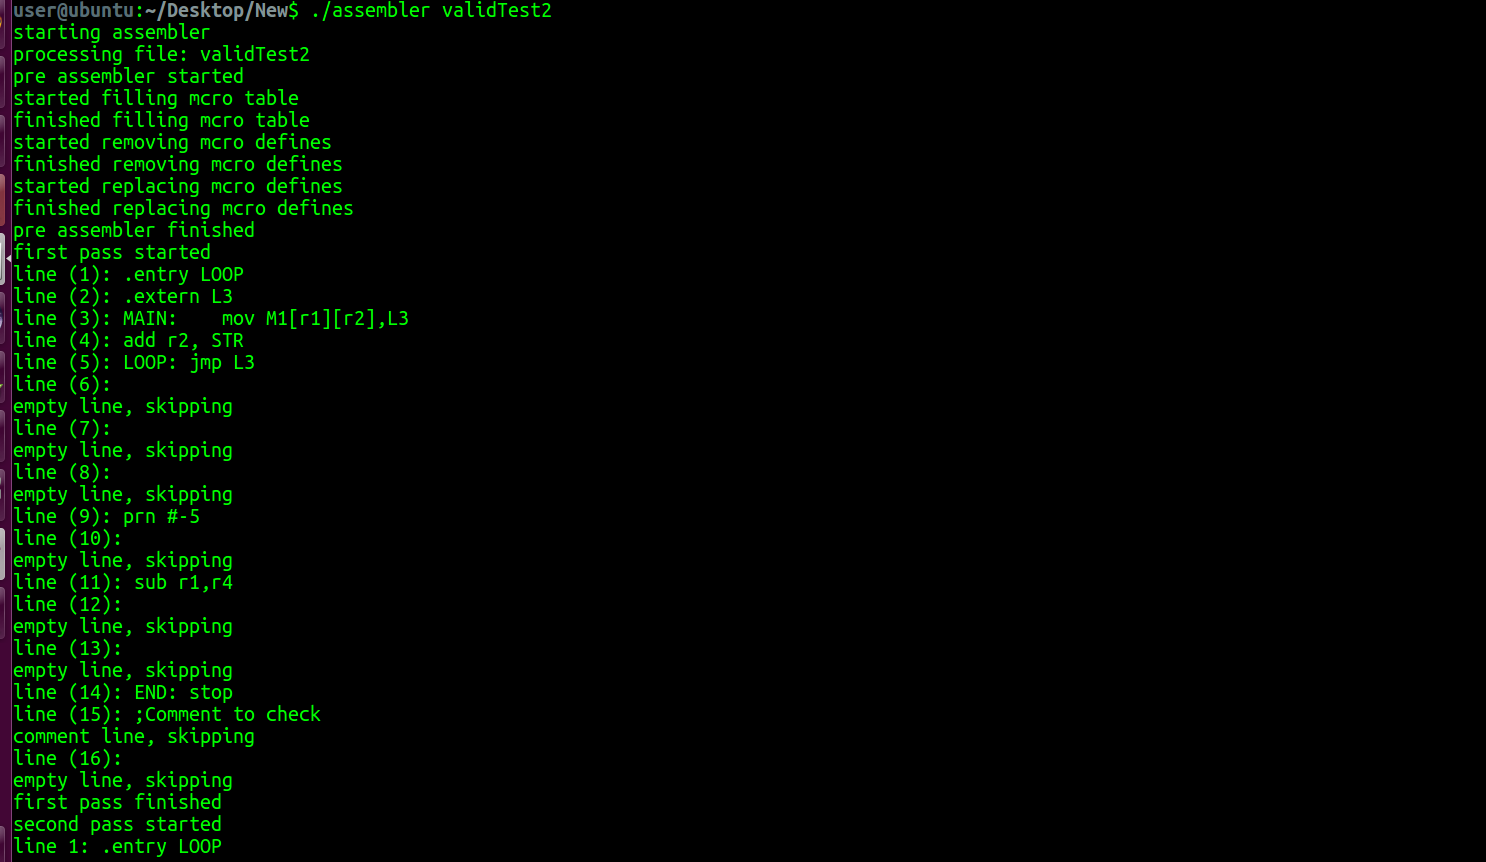 user@ubuntu:~/Desktop/New$ ./assembler validTest2
starting assembler
processing file: validTest2
pre assembler started
started filling mcro table
finished filling mcro table
started removing mcro defines
finished removing mcro defines
started replacing mcro defines
finished replacing mcro defines
pre assembler finished
first pass started
line (1): .entry LOOP
line (2): .extern L3
line (3): MAIN:    mov M1[r1][r2],L3
line (4): add r2, STR
line (5): LOOP: jmp L3
line (6):
empty line, skipping
line (7):
empty line, skipping
line (8):
empty line, skipping
line (9): prn #-5
line (10):
empty line, skipping
line (11): sub r1,r4
line (12):
empty line, skipping
line (13):
empty line, skipping
line (14): END: stop
line (15): ;Comment to check
comment line, skipping
line (16):
empty line, skipping
first pass finished
second pass started
line 1: .entry LOOP